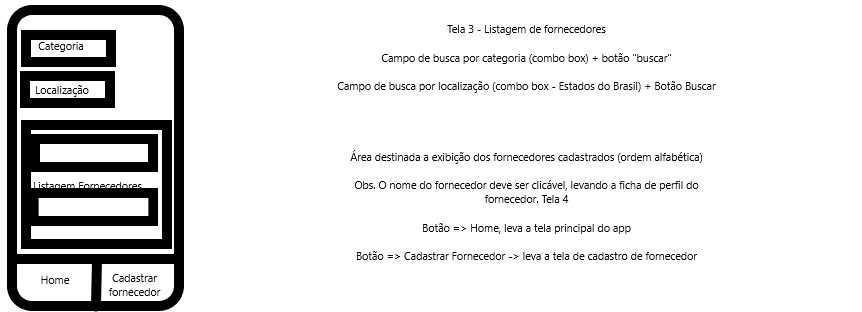 Categoria
Localização
Listagem Fornecedores
Home
Cadastrar
fornecedor
Tela 3 - Listagem de fornecedores
Campo de busca por categoria (combo box) + botão "buscar"
Campo de busca por localização (combo box - Estados do Brasil) + Botão Buscar
Área destinada a exibição dos fornecedores cadastrados (ordem alfabética)
Obs. O nome do fornecedor deve ser clicável, levando a ficha de perfil do
fornecedor. Tela 4
Botão => Home, leva a tela principal do app
Botão => Cadastrar Fornecedor -> leva a tela de cadastro de fornecedor